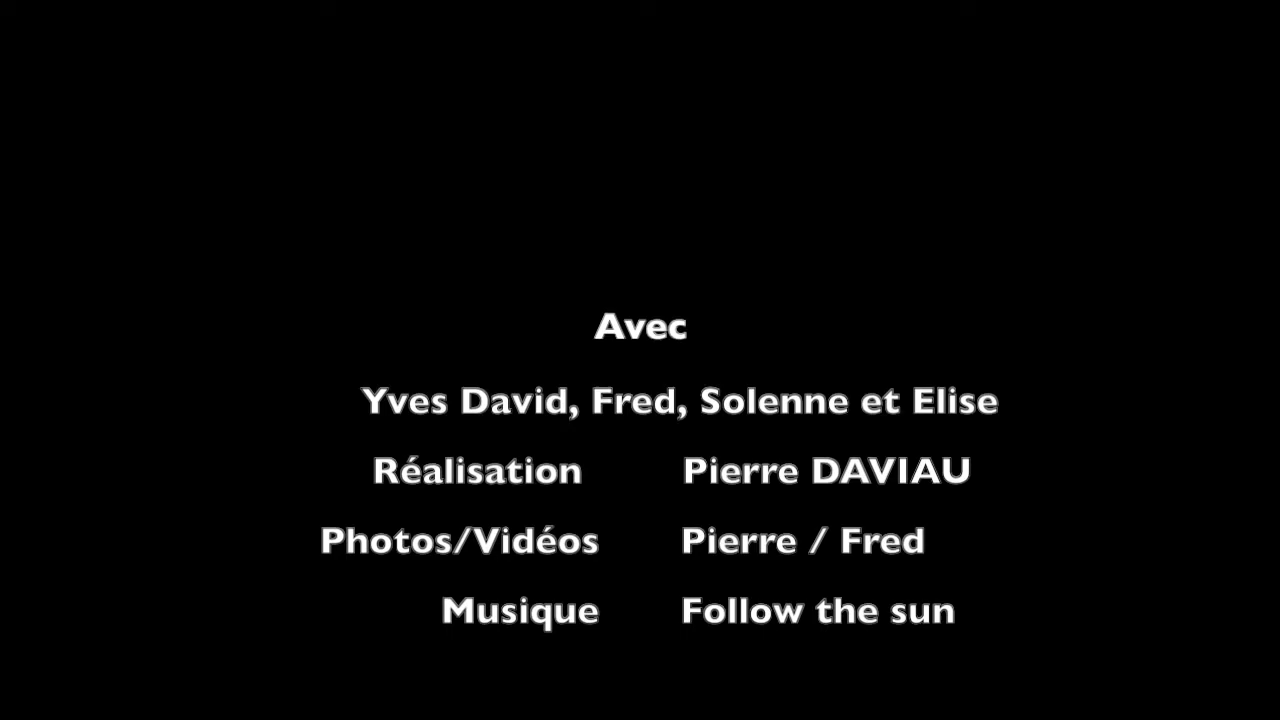 Avec
Yves David, Fred, Solenne et Elise
Réalisation Pierre DAVIAU
Photos/Vidéos Pierre / Fred
Musique Follow the sun